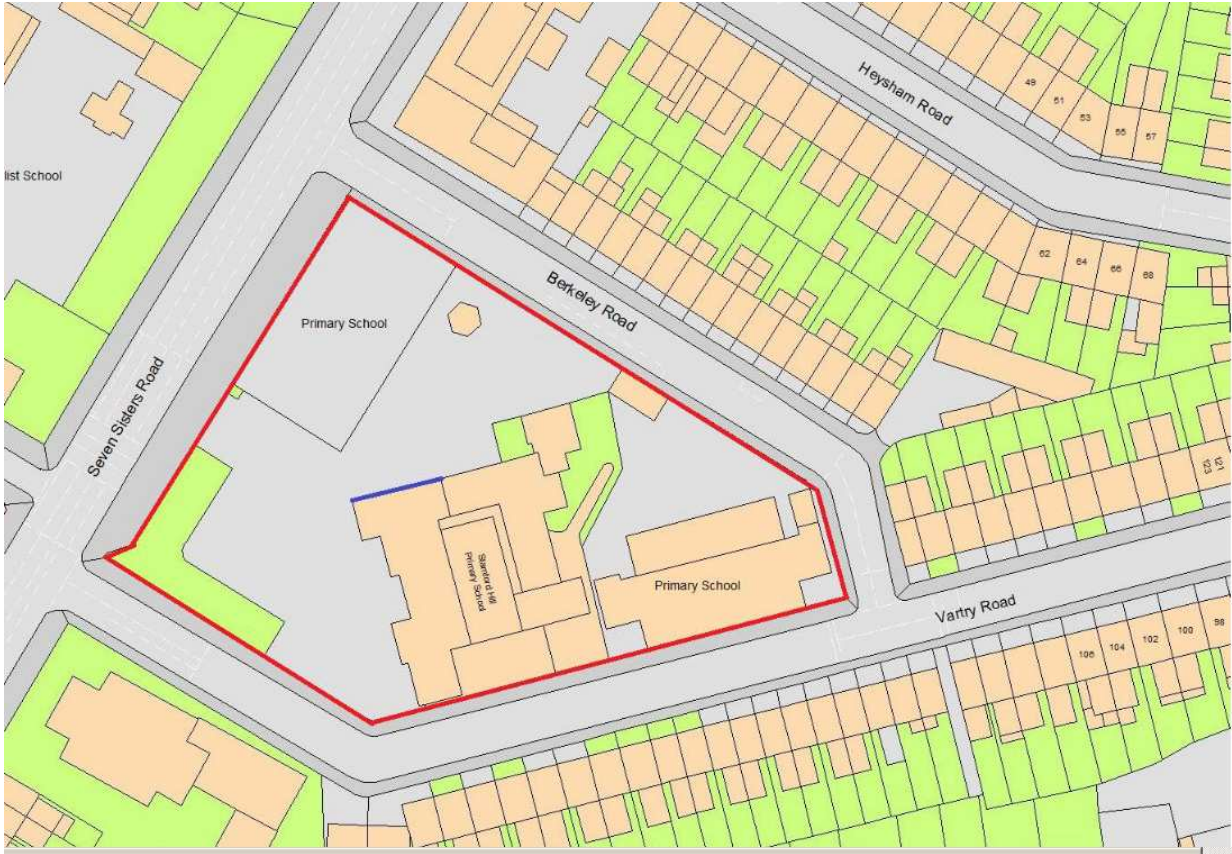 Heysham Road
49
51
53
55
57
list School
62
64
66
68
Berkeley Road
Primary School
Seven Sisters Road
121
123
Stamford Hill
Primary School
Primary School
Vartry Road
106
104
102
100
98